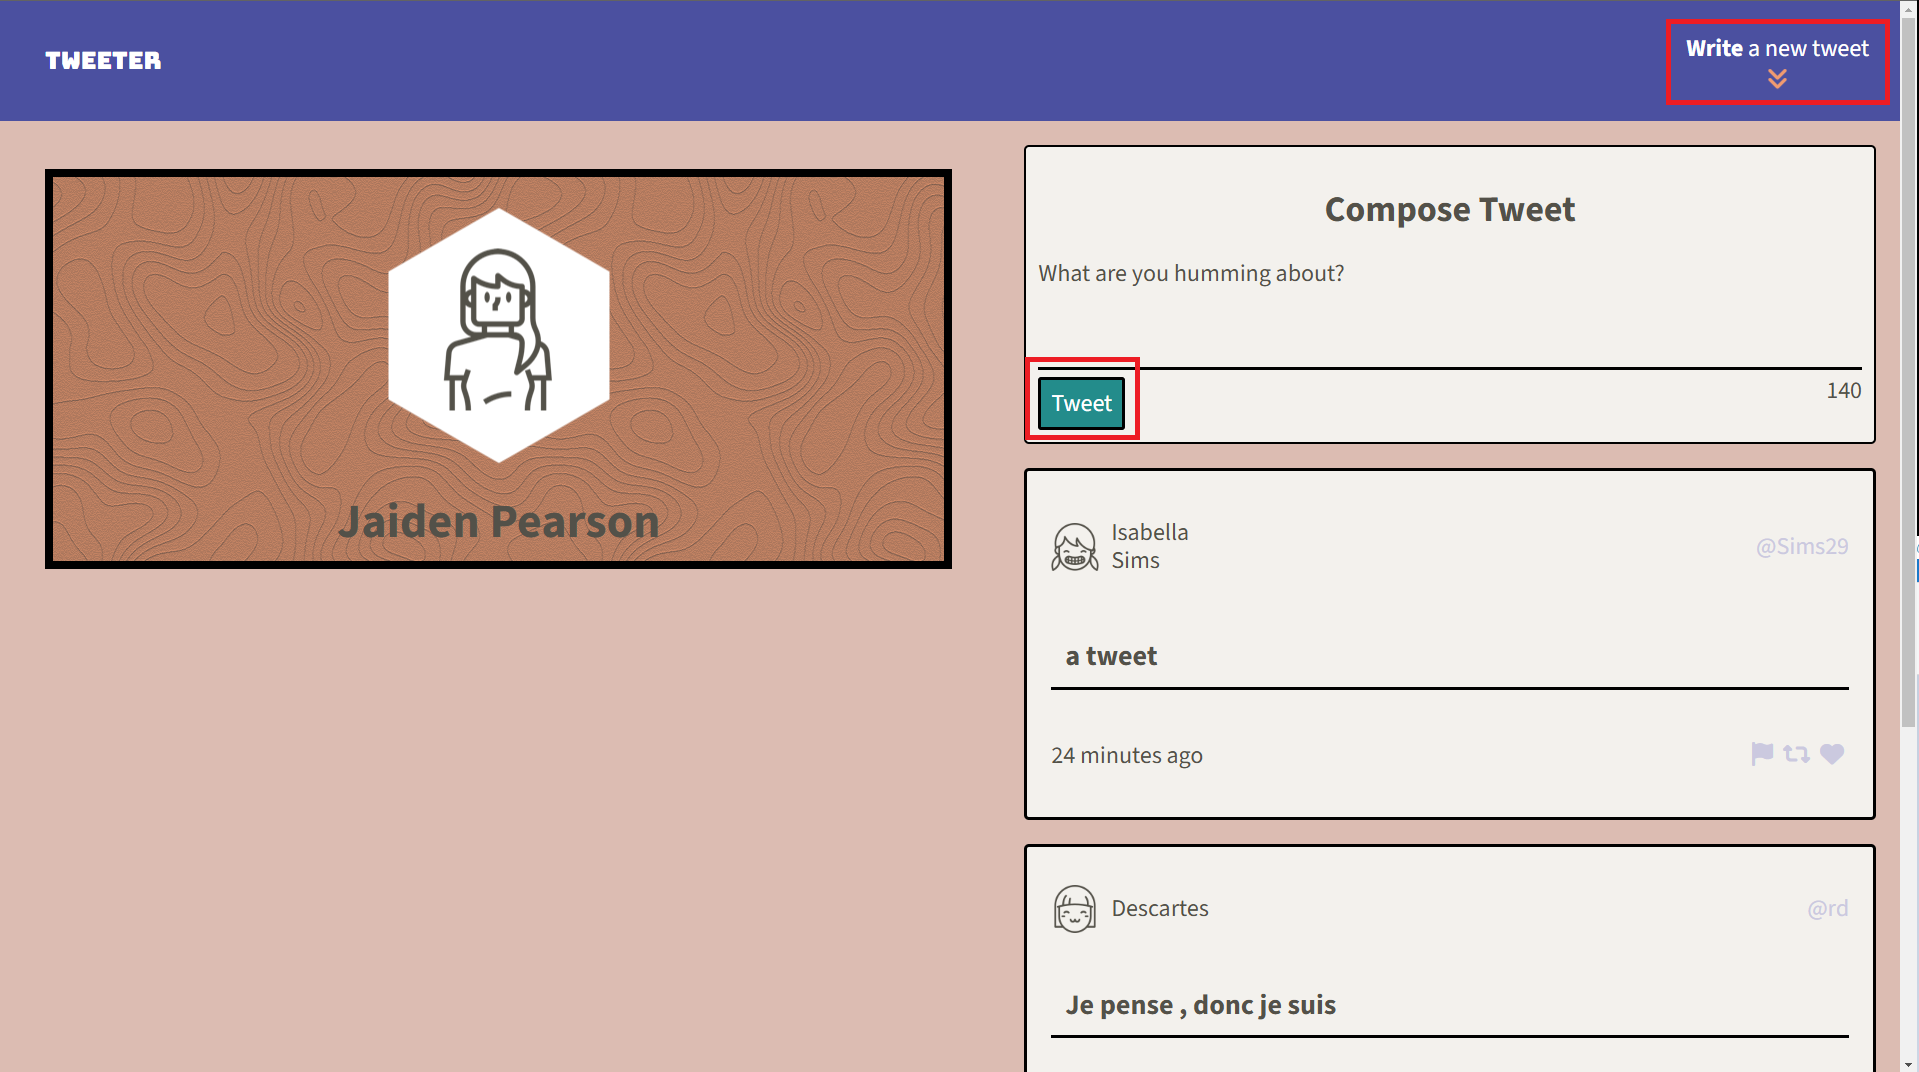 TWEETER
Write a new tweet
Jaiden Pearson
Compose Tweet
What are you humming about?
Tweet
140
Isabella
Sims
@Sims29
a tweet
24 minutes ago
Descartes
@rd
Je pense , donc je suis